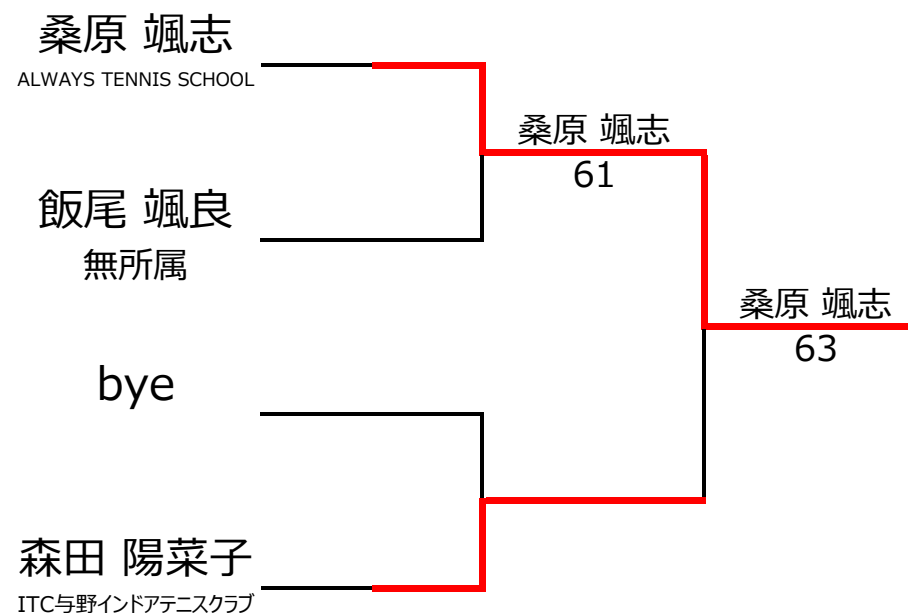 桑原 颯志
ALWAYS TENNIS SCHOOL
桑原 颯志
61
飯尾 颯良
無所属
桑原 颯志
63
bye
森田 陽菜子
ITC与野インドアテニスクラブ